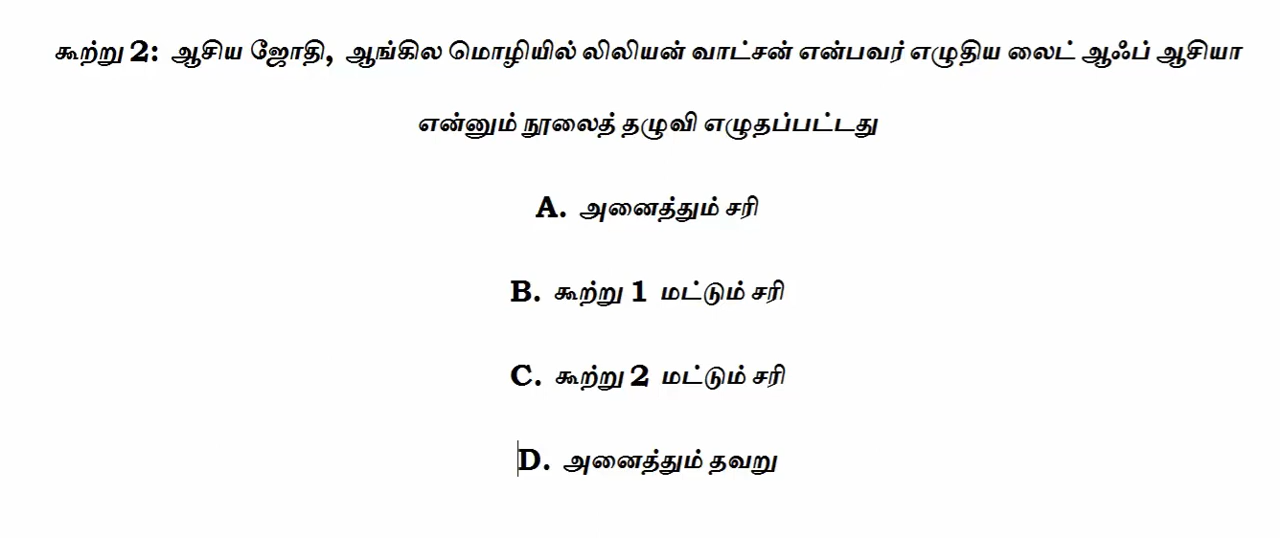 கூற்று 2: ஆசிய ஜோதி, ஆங்கில மொழியில் லிலியன் வாட்சன் என்பவர் எழுதிய லைட் ஆஃப் ஆசியா
என்னும் நூலைத் தழுவி எழுதப்பட்டது
A. அனைத்தும் சரி
B. கூற்று 1 மட்டும் சரி
C. கூற்று 2 மட்டும் சரி
D. அனைத்தும் தவறு